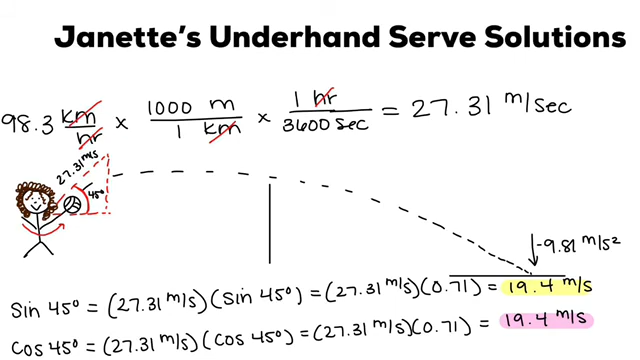 Janette's Underhand Serve Solutions
98.3 km/hr × 1000 m/1 km × 1 hr/3600 sec = 27.31 m/sec
27.31 m/s
45°
-9.81 m/s²
Sin 45° = (27.31 m/s)(sin 45°) = (27.31 m/s)(0.71) = 19.4 m/s
cos 45° = (27.31 m/s)(cos 45°) = (27.31 m/s)(0.71) = 19.4 m/s